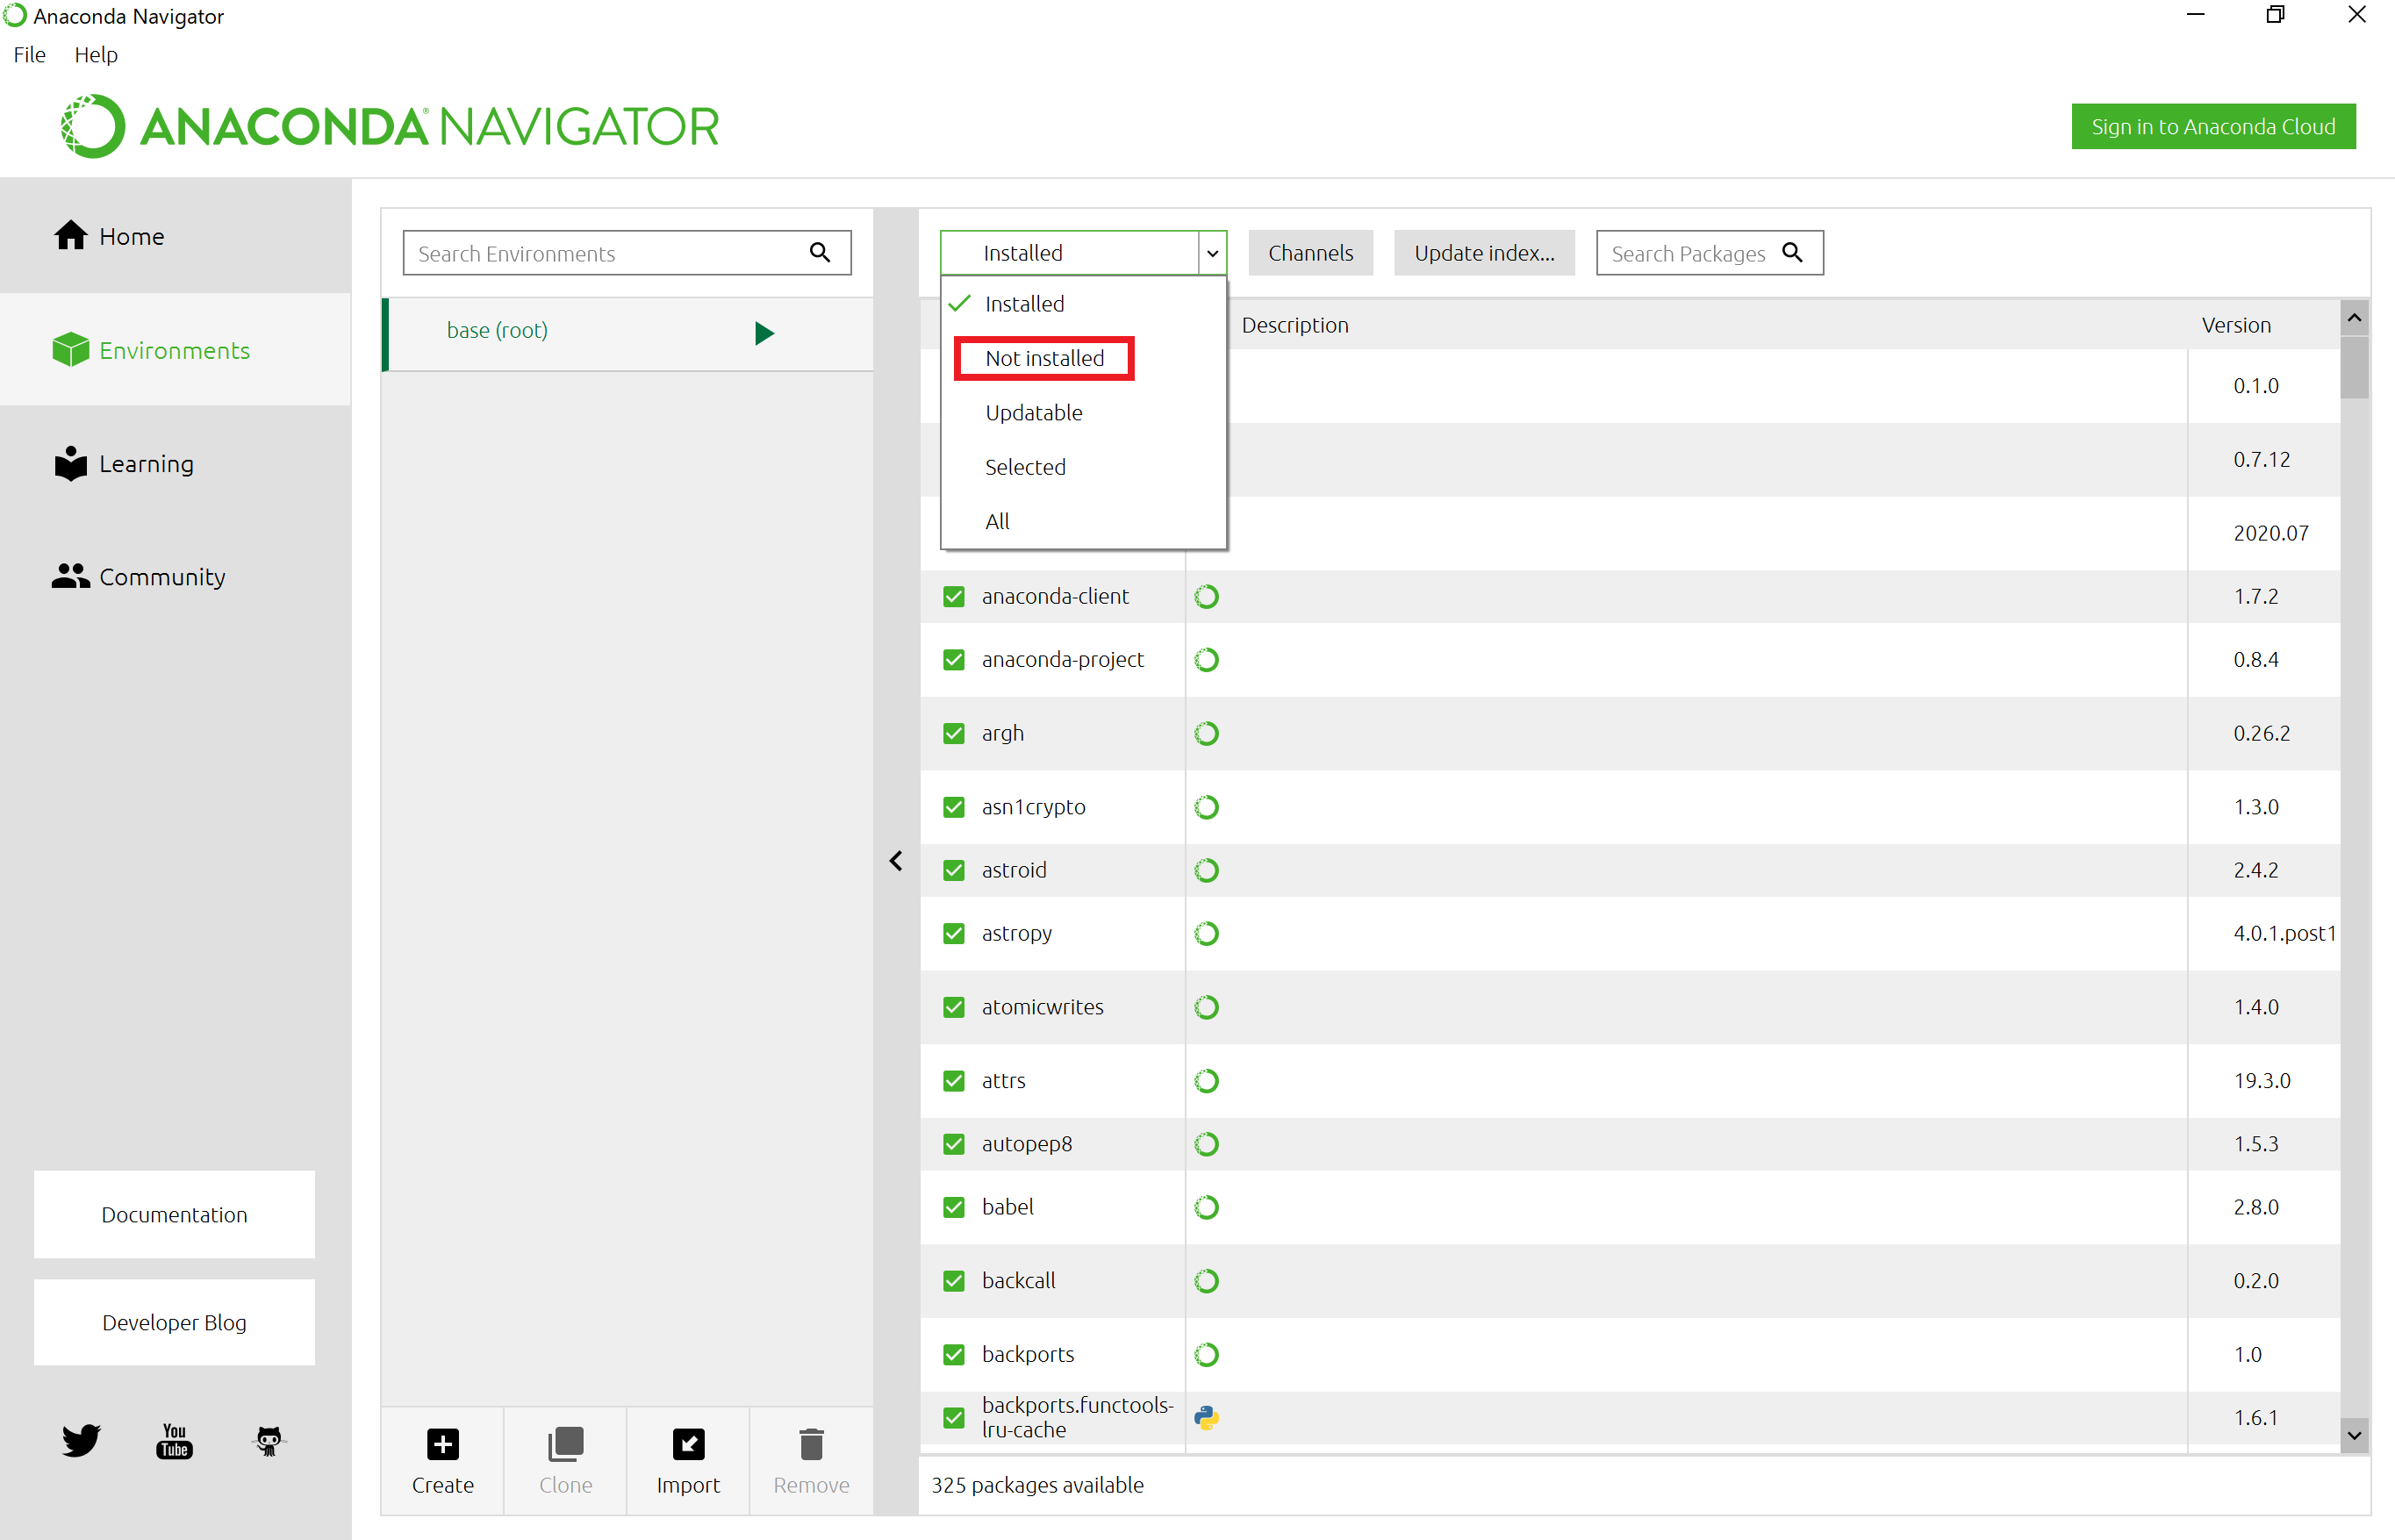 Anaconda Navigator
File Help
ANACONDA® NAVIGATOR
Sign in to Anaconda Cloud
Home
Environments
Learning
Community
Documentation
Developer Blog
You
Tube
Search Environments
base (root)
Create Clone Import Remove
Installed Channels Update index... Search Packages
Installed
Not installed
Updatable
Selected
All
Description Version
0.1.0
0.7.12
2020.07
anaconda-client 1.7.2
anaconda-project 0.8.4
argh 0.26.2
asn1crypto 1.3.0
astroid 2.4.2
astropy 4.0.1.post1
atomicwrites 1.4.0
attrs 19.3.0
autopep8 1.5.3
babel 2.8.0
backcall 0.2.0
backports 1.0
backports.functools-
lru-cache 1.6.1
325 packages available